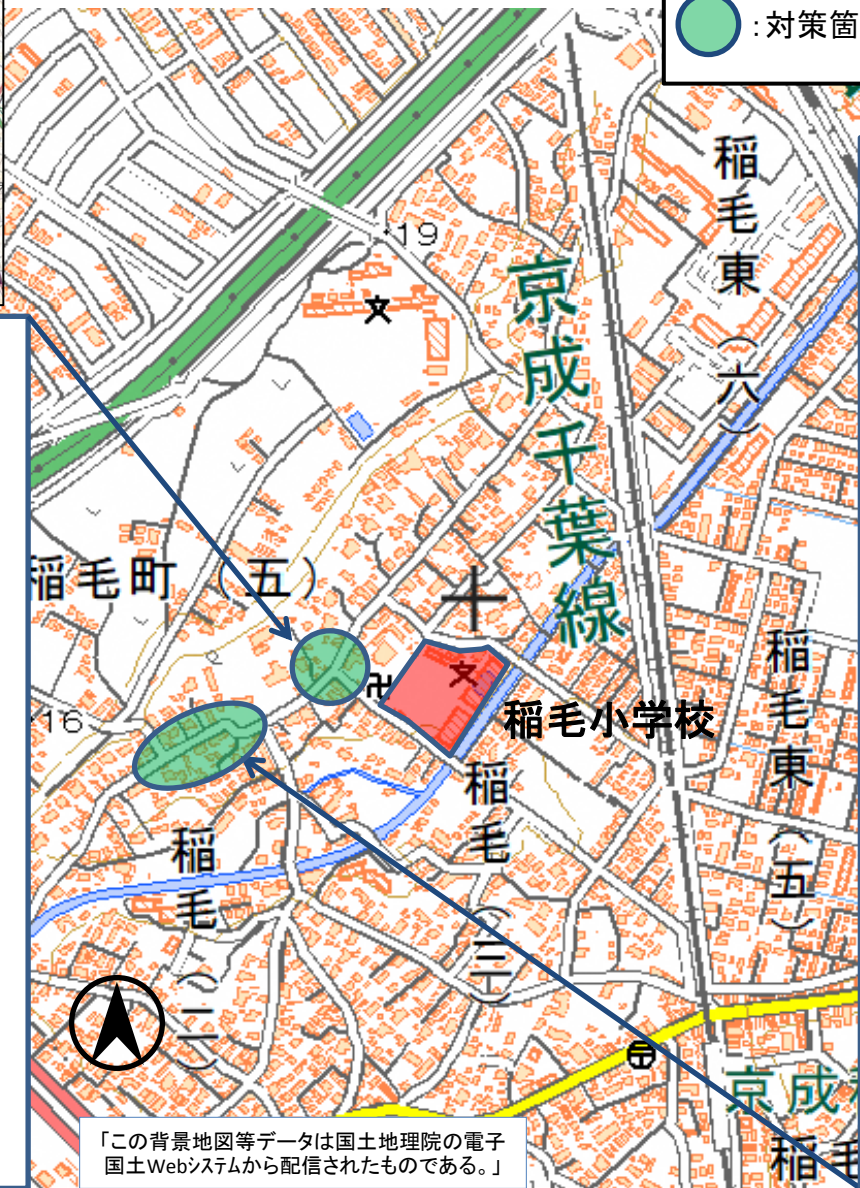 ：対策箇
19
稲毛東（六）
京成千葉線
稲毛町（五）
稲毛小学校
16
稲毛東（五）
稲毛（三）
稲毛（二）
京成
稲毛
「この背景地図等データは国土地理院の電子
国土Webシステムから配信されたものである。」